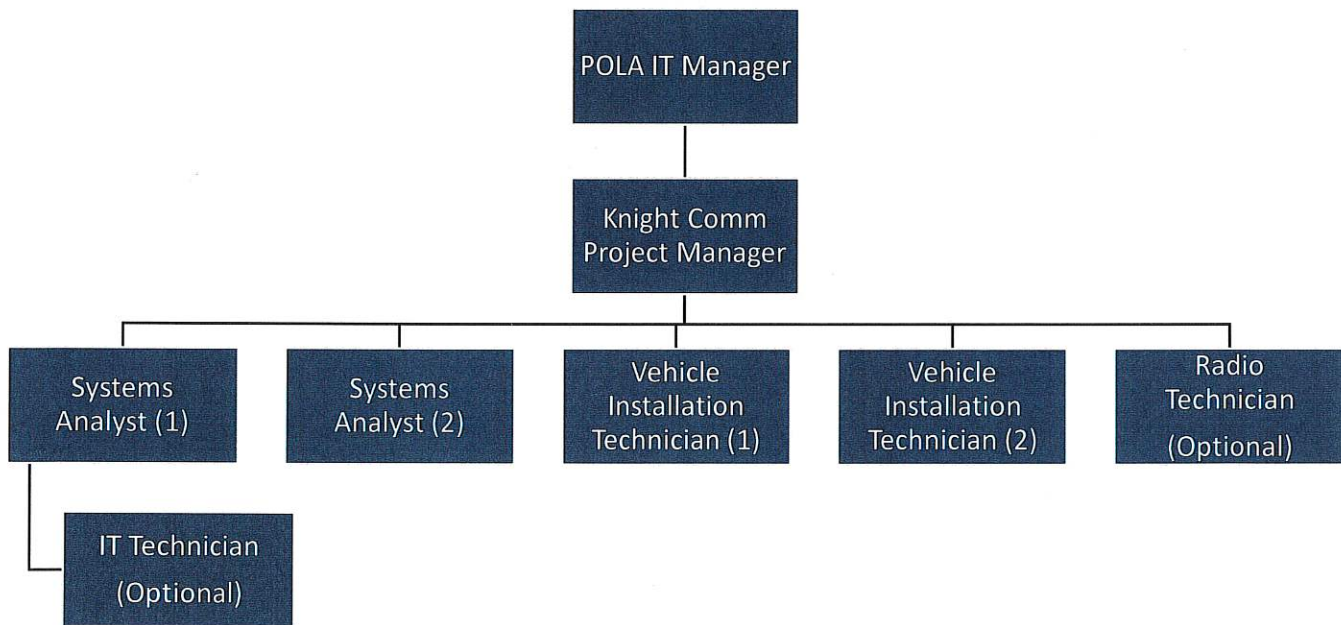 POLA IT Manager
Knight Comm
Project Manager
Systems
Analyst (1)
Systems
Analyst (2)
Vehicle
Installation
Technician (1)
Vehicle
Installation
Technician (2)
Radio
Technician
(Optional)
IT Technician
(Optional)